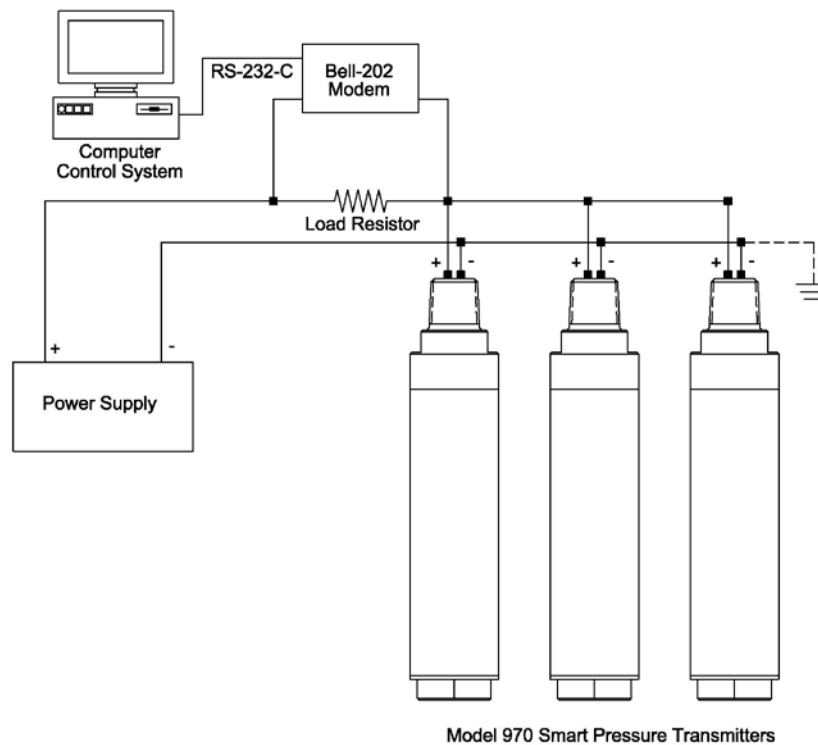 RS-232-C
Bell-202
Modem
Computer
Control System
Load Resistor
+ -
+ -
+ -
+ -
Power Supply
Model 970 Smart Pressure Transmitters